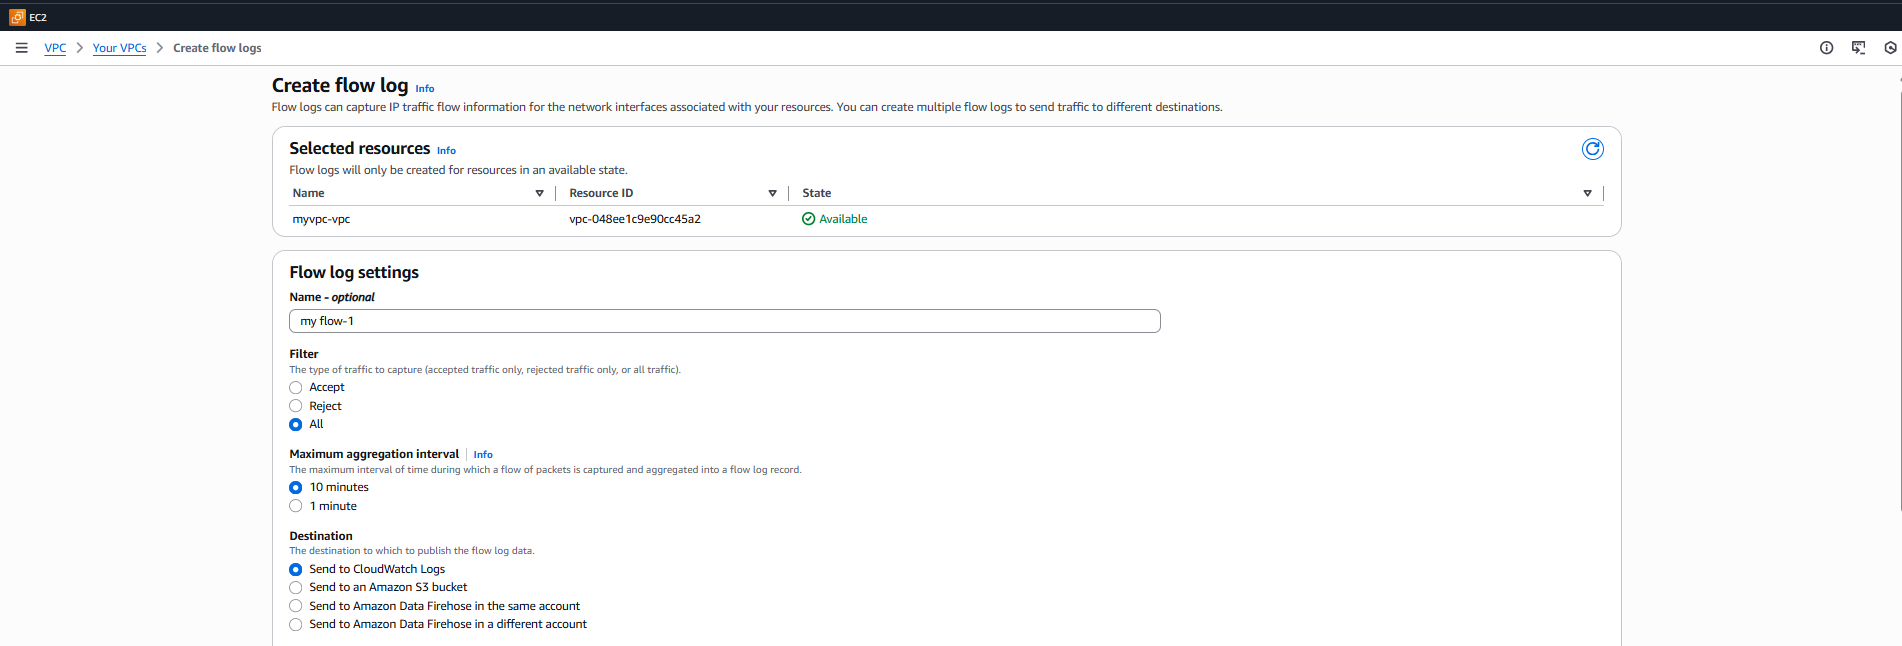 EC2
VPC > Your VPCs > Create flow logs
Create flow log Info
Flow logs can capture IP traffic flow information for the network interfaces associated with your resources. You can create multiple flow logs to send traffic to different destinations.
Selected resources Info
Flow logs will only be created for resources in an available state.
Name Resource ID State
myvpc-vpc vpc-048ee1c9e90cc45a2 Available
Flow log settings
Name - optional
my flow-1
Filter
The type of traffic to capture (accepted traffic only, rejected traffic only, or all traffic).
Accept
Reject
All
Maximum aggregation interval Info
The maximum interval of time during which a flow of packets is captured and aggregated into a flow log record.
10 minutes
1 minute
Destination
The destination to which to publish the flow log data.
Send to CloudWatch Logs
Send to an Amazon S3 bucket
Send to Amazon Data Firehose in the same account
Send to Amazon Data Firehose in a different account